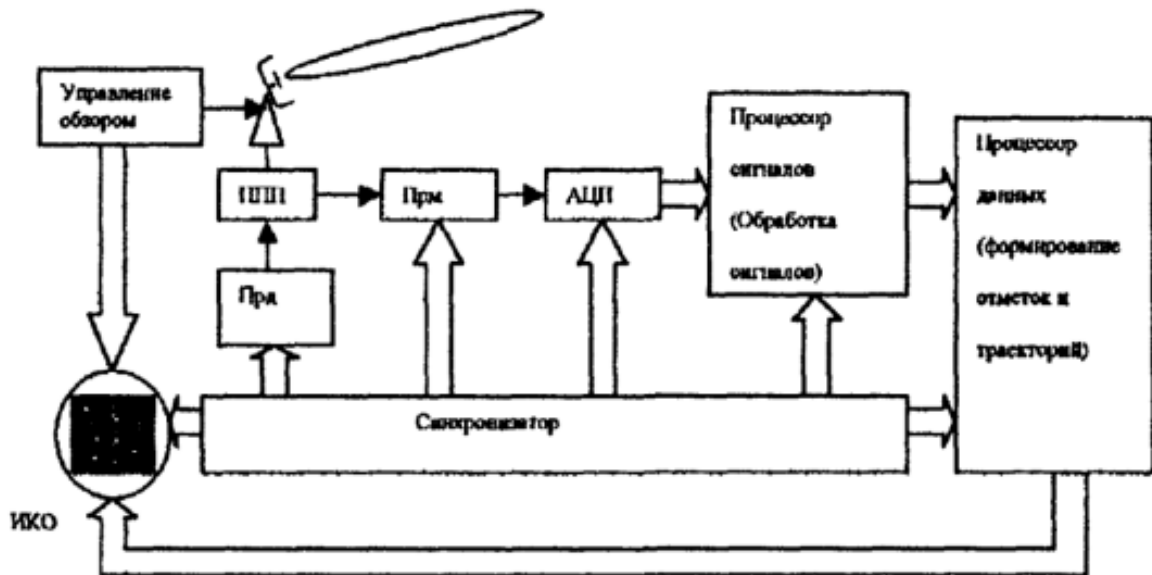 Управление
обзором
ППП
Прм
АЦП
Прд
Процессор
сигналов
(Обработка
сигналов)
Процессор
данных
(формирование
отметок и
траекторий)
Синхронизатор
ИКО